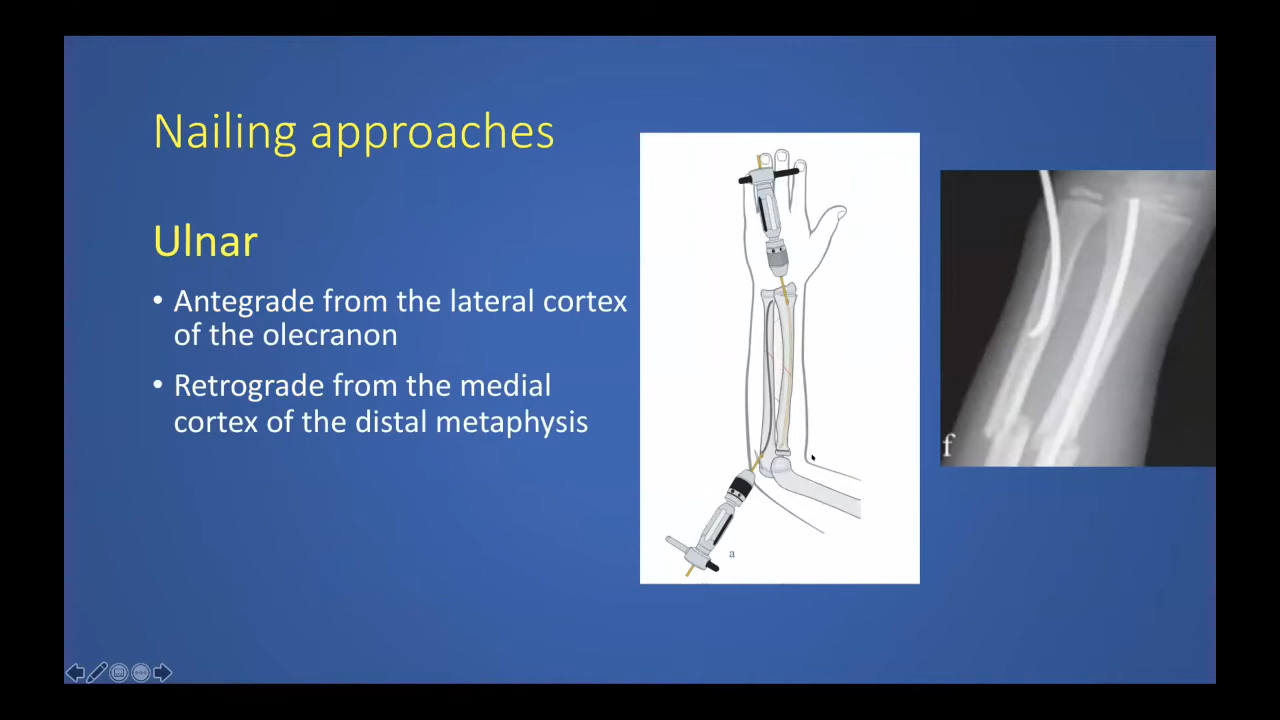 Nailing approaches
Ulnar
• Antegrade from the lateral cortex
of the olecranon
• Retrograde from the medial
cortex of the distal metaphysis
a
f